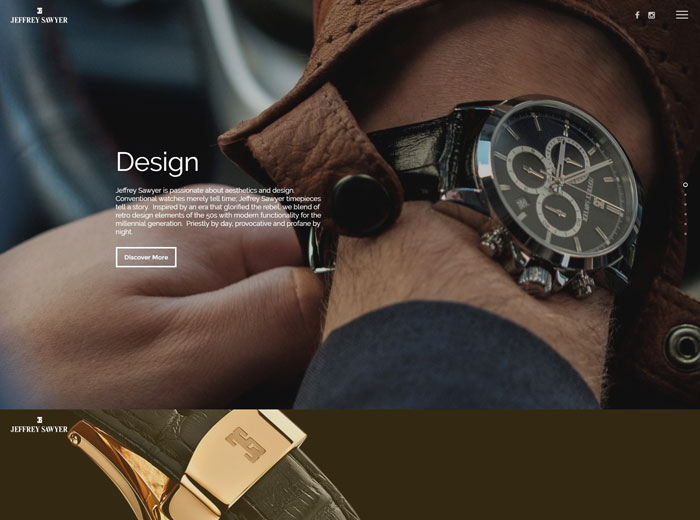 JEFFREY SAWYER
Design
Jeffrey Sawyer is passionate about aesthetics and design.
Conventional watches merely tell time; Jeffrey Sawyer timepieces
tell a story.  Inspired by an era that glorified the rebel, we blend of
retro design elements of the 50s with modern functionality for the
millennial generation.  Priestly by day, provocative and profane by
night.
Discover More
JEFFREY SAWYER